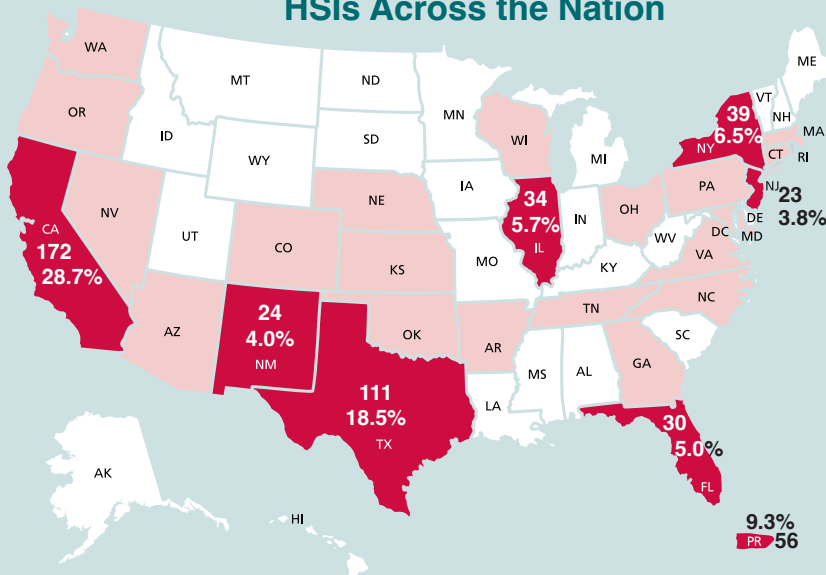 HSIs Across the Nation
WA
MT
ND
MN
ME
VT
NH
OR
ID
SD
WI
MI
39
6.5%
NY
MA
CT
RI
WY
IA
NE
PA
NJ
23
3.8%
CA
172
28.7%
NV
UT
CO
34
5.7%
IL
IN
OH
DE
DC
MD
WV
VA
KS
MO
KY
AZ
24
4.0%
NM
OK
AR
TN
NC
SC
111
18.5%
TX
LA
MS
AL
GA
30
5.0%
FL
AK
HI
9.3%
PR 56